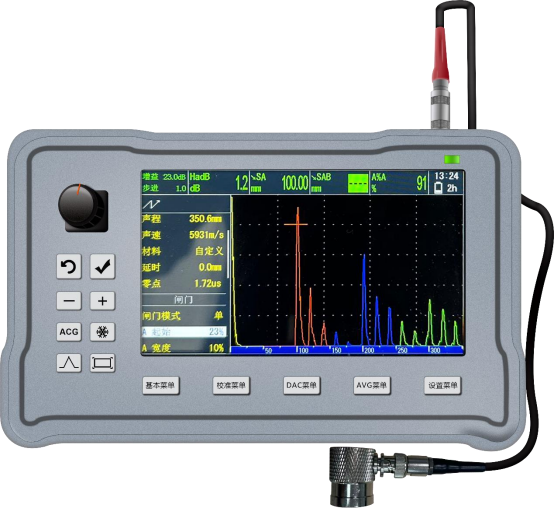 增益 23.0dB HadB 1.2 ↘SA 100.00 ↘SAB A%A 91 13:24
步进 1.0 dB mm mm % 2h
声程 350.6mm
声速 5931m/s
材料 自定义
延时 0.0mm
零点 1.72us
闸门
闸门模式 单
A 起始 23%
A 宽度 10%
50 100 150 200 250 300
ACG
基本菜单 校准菜单 DAC菜单 AVG菜单 设置菜单